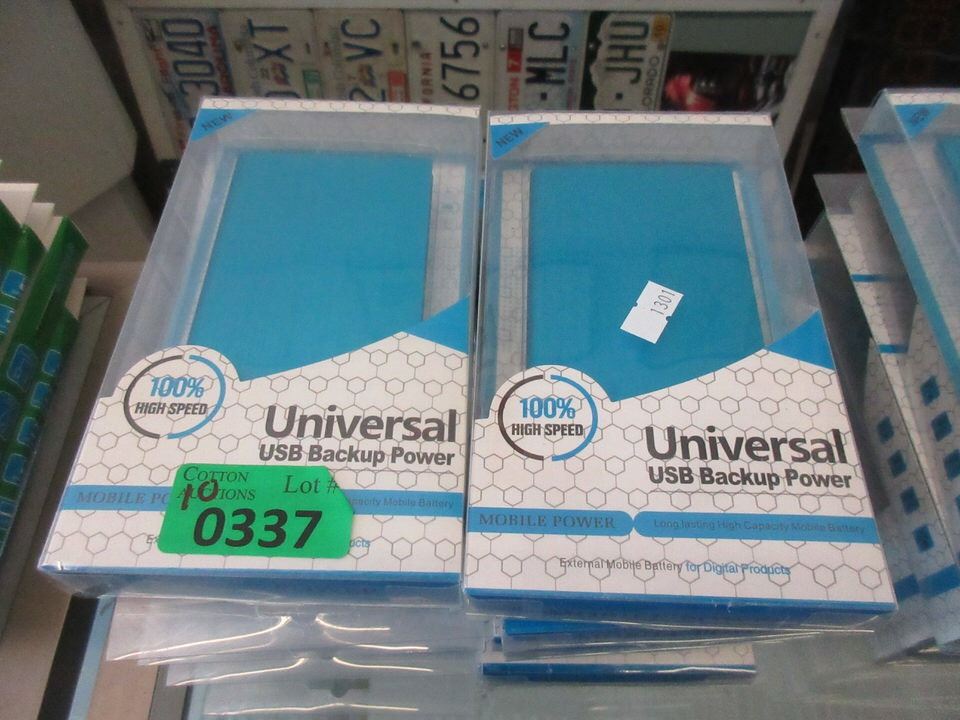 3040
XT
VC
6756
MLC
JHU
NEW
100%
HIGH SPEED
Universal
USB Backup Power
COTTON
Lot #
10
0337
NEW
1301
100%
HIGH SPEED
Universal
USB Backup Power
MOBILE POWER
Long lasting High Capacity Mobile Battery
External Mobile Battery for Digital Products
NEW